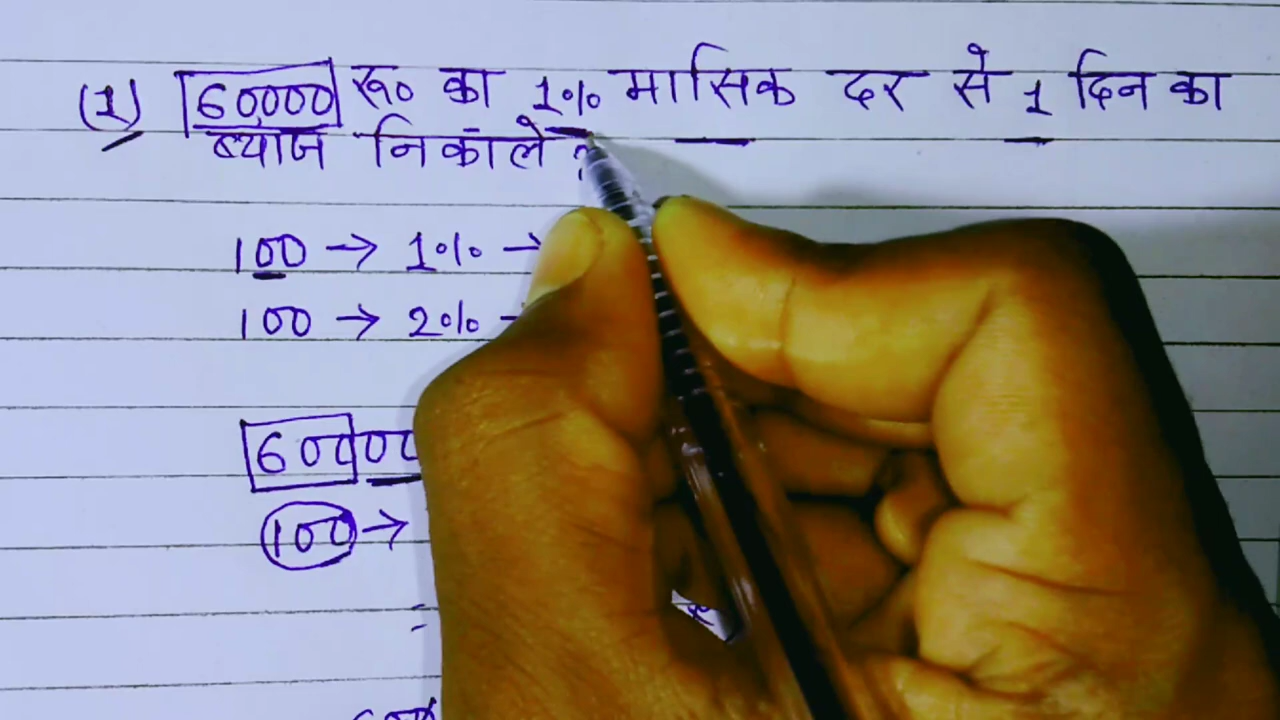 (1) 60000 रू० का 1% मासिक दर से 1 दिन का
ब्याज निकाले ?
100 → 1% →
100 → 2% →
60000
100 →